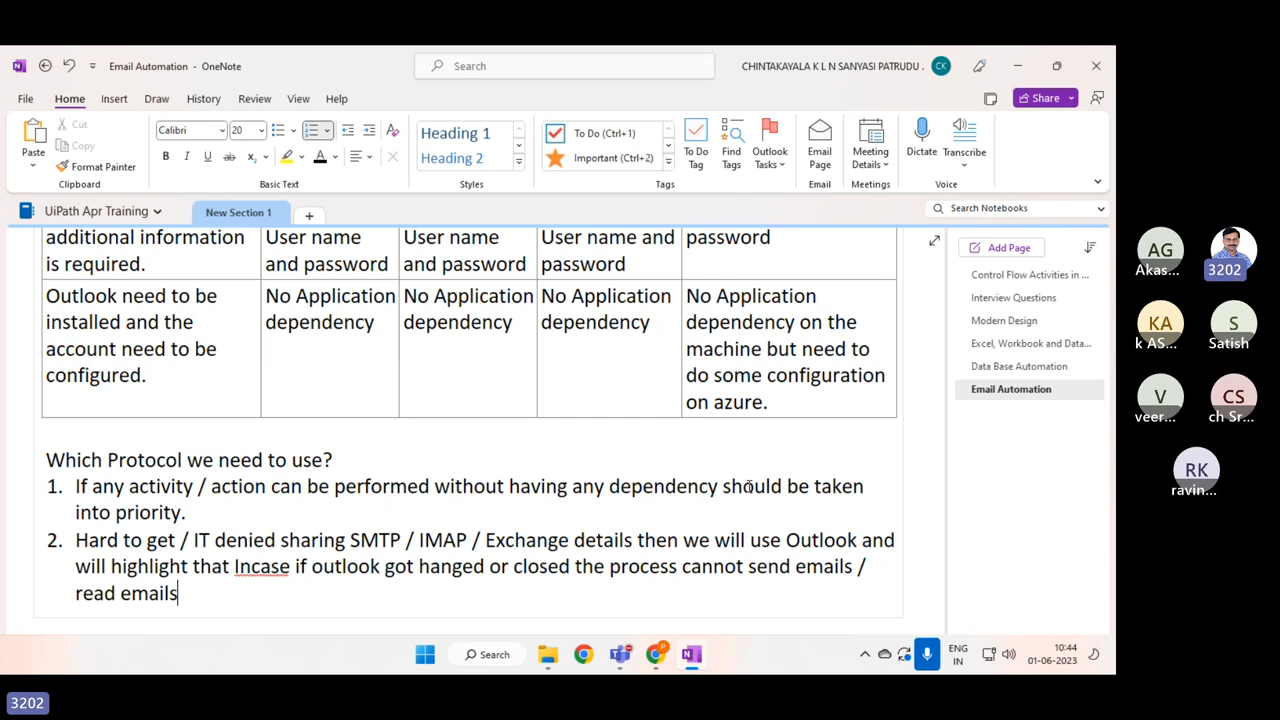 Email Automation - OneNote
Search
CHINTAKAYALA K L N SANYASI PATRUDU .
CK
File
Home
Insert
Draw
History
Review
View
Help
Share
Paste
Cut
Copy
Format Painter
Clipboard
Calibri
20
B I U ab x
A
Basic Text
Heading 1
Heading 2
Styles
To Do (Ctrl+1)
Important (Ctrl+2)
To Do
Tag
Find
Tags
Outlook
Tasks
Tags
Email
Page
Email
Meeting
Details
Meetings
Dictate
Transcribe
Voice
UiPath Apr Training
New Section 1
+
Search Notebooks
additional information
is required.
User name
and password
User name
and password
User name and
password
password
Outlook need to be
installed and the
account need to be
configured.
No Application
dependency
No Application
dependency
No Application
dependency
No Application
dependency on the
machine but need to
do some configuration
on azure.
Which Protocol we need to use?
1. If any activity / action can be performed without having any dependency should be taken
into priority.
2. Hard to get / IT denied sharing SMTP / IMAP / Exchange details then we will use Outlook and
will highlight that Incase if outlook got hanged or closed the process cannot send emails /
read emails
Add Page
Control Flow Activities in ...
Interview Questions
Modern Design
Excel, Workbook and Data...
Data Base Automation
Email Automation
AG
Akas...
3202
KA
k AS...
S
Satish
V
veer...
CS
ch Sr...
RK
ravin...
Search
P
ENG
IN
10:44
01-06-2023
3202